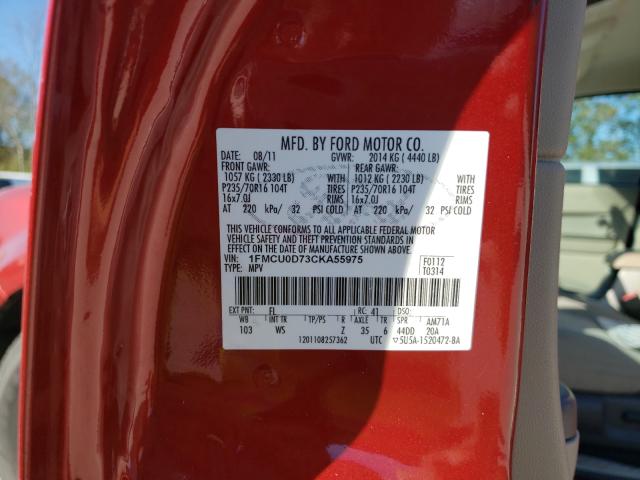 MFD. BY FORD MOTOR CO.
DATE: 08/11 GVWR: 2014 KG ( 4440 LB)
FRONT GAWR: REAR GAWR:
1057 KG ( 2330 LB) WITH 1012 KG ( 2230 LB) WITH
P235/70R16 104T TIRES P235/70R16 104T TIRES
16x7.0J RIMS 16x7.0J RIMS
AT 220 kPa/ 32 PSI COLD AT 220 kPa/ 32 PSI COLD
THIS VEHICLE CONFORMS TO ALL APPLICABLE FEDERAL MOTOR
VEHICLE SAFETY AND THEFT PREVENTION STANDARDS IN
EFFECT ON THE DATE OF MANUFACTURE SHOWN ABOVE.
VIN: 1FMCU0D73CKA55975 F0112
TYPE: MPV T0314
EXT PNT: FL RC: 41 DSO:
WB INT TR TP/PS R AXLE TR SPR AM71A
103 WS Z 35 6 44DD 20A
1201108257362 UTC ▽5U5A-1520472-BA